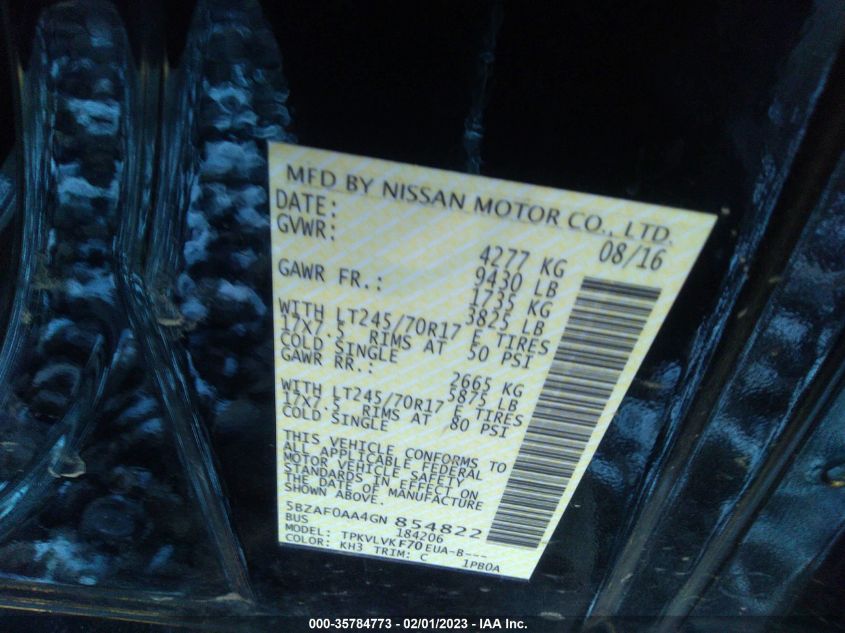 MFD BY NISSAN MOTOR CO., LTD.
DATE: 08/16
GVWR: 4277 KG
9430 LB
GAWR FR.: 1735 KG
3825 LB
WITH LT245/70R17 E TIRES
17X7.5 RIMS AT 50 PSI
COLD SINGLE
GAWR RR.: 2665 KG
5875 LB
WITH LT245/70R17 E TIRES
17X7.5 RIMS AT 80 PSI
COLD SINGLE
THIS VEHICLE CONFORMS TO
ALL APPLICABLE FEDERAL
MOTOR VEHICLE SAFETY
STANDARDS IN EFFECT ON
THE DATE OF MANUFACTURE
SHOWN ABOVE.
5BZAF0AA4GN 854822
BUS 184206
MODEL: TPKVLVKF70EUA-B---
COLOR: KH3 TRIM: C 1PB0A
000-35784773 - 02/01/2023 - IAA Inc.